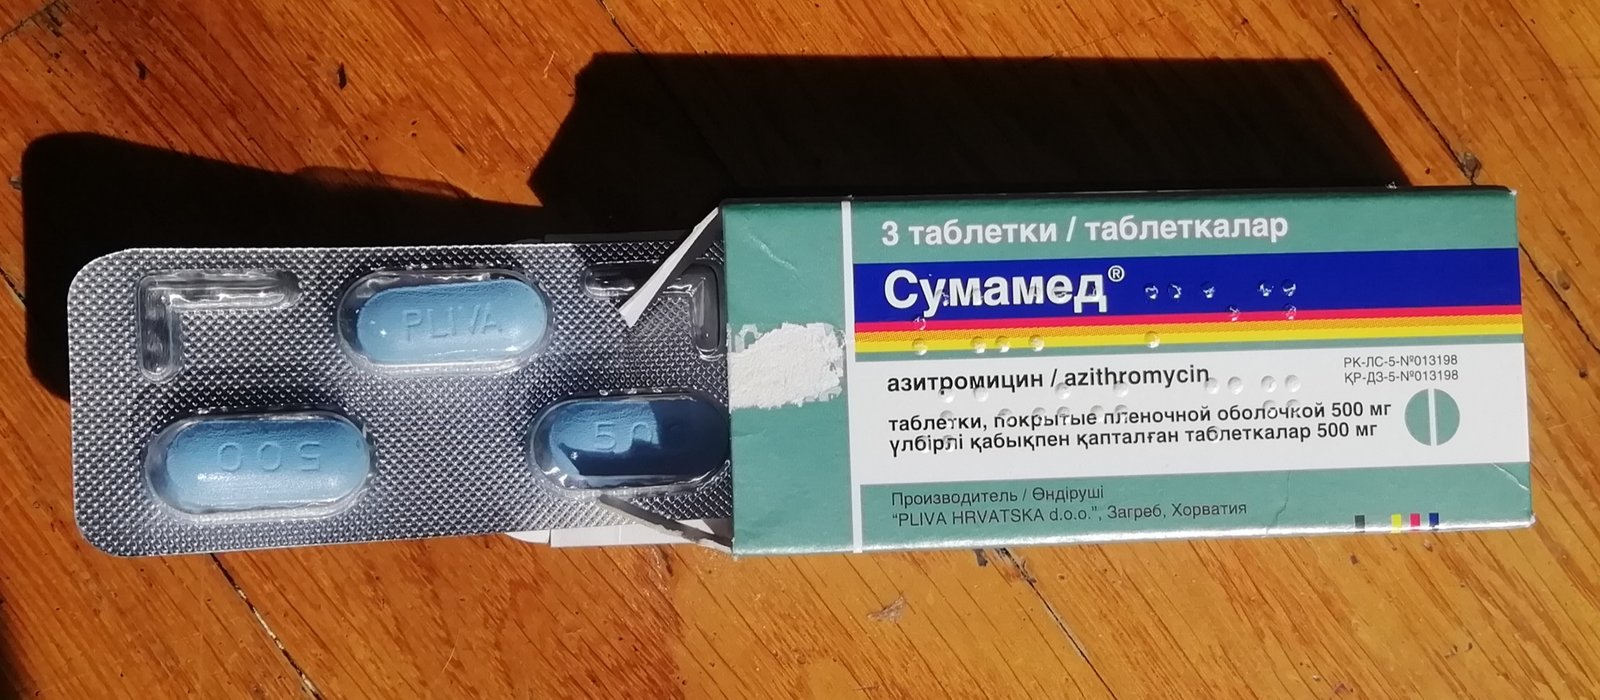 PLIVA
500
50
3 таблетки / таблеткалар
Сумамед®
азитромицин / azithromycin
РК-ЛС-5-№013198
ҚР-ДЗ-5-№013198
таблетки, покрытые пленочной оболочкой 500 мг
үлбірлі қабықпен қапталған таблеткалар 500 мг
Производитель / Өндіруші
“PLIVA HRVATSKA d.o.o.”, Загреб, Хорватия